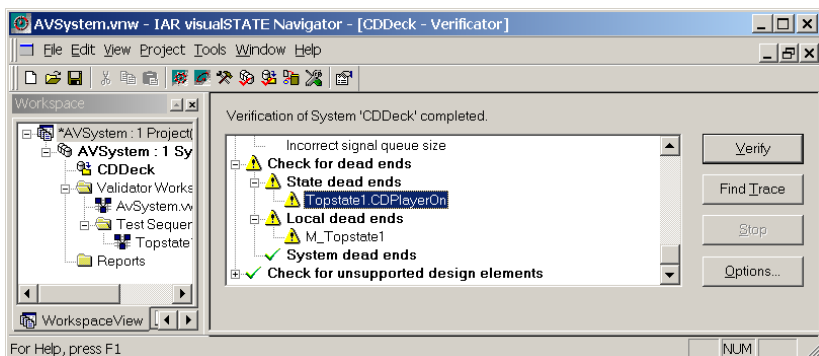 AVSystem.vnw - IAR visualSTATE Navigator - [CDDeck - Verificator]
File Edit View Project Tools Window Help
Workspace
*AVSystem : 1 Project(
AVSystem : 1 Sy
CDDeck
Validator Works
AvSystem.vw
Test Sequer
Topstate
Reports
WorkspaceView
Verification of System 'CDDeck' completed.
Incorrect signal queue size
Check for dead ends
State dead ends
Topstate1.CDPlayerOn
Local dead ends
M_Topstate1
System dead ends
Check for unsupported design elements
Verify
Find Trace
Stop
Options...
For Help, press F1
NUM